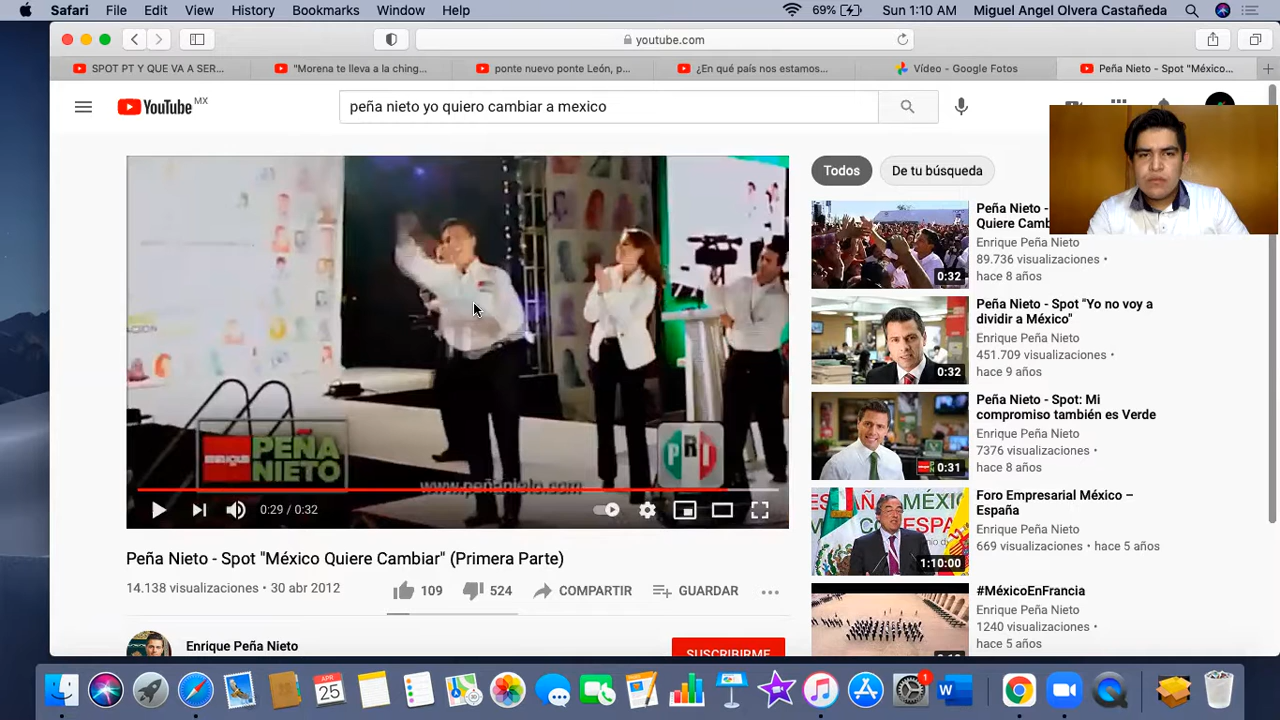 Safari File Edit View History Bookmarks Window Help 69% Sun 1:10 AM Miguel Angel Olvera Castañeda
youtube.com
SPOT PT Y QUE VA A SER... "Morena te lleva a la ching... ponte nuevo ponte León, p... ¿En qué país nos estamos... Vídeo - Google Fotos Peña Nieto - Spot "México...
YouTube MX peña nieto yo quiero cambiar a mexico
Todos De tu búsqueda
PEÑA
NIETO
PRI
www.peñanieto.com
0:29 / 0:32
Peña Nieto - Spot "México Quiere Cambiar" (Primera Parte)
14.138 visualizaciones • 30 abr 2012 109 524 COMPARTIR GUARDAR
Enrique Peña Nieto SUSCRIBIRME
0:32
Peña Nieto -
Quiere Camb
Enrique Peña Nieto
89.736 visualizaciones •
hace 8 años
0:32
Peña Nieto - Spot "Yo no voy a
dividir a México"
Enrique Peña Nieto
451.709 visualizaciones •
hace 9 años
0:31
Peña Nieto - Spot: Mi
compromiso también es Verde
Enrique Peña Nieto
7376 visualizaciones •
hace 8 años
ESPAÑA MÉXIC
CO ESPA
1:10:00
Foro Empresarial México –
España
Enrique Peña Nieto
669 visualizaciones • hace 5 años
#MéxicoEnFrancia
Enrique Peña Nieto
1240 visualizaciones •
hace 5 años
APR
25
1
W